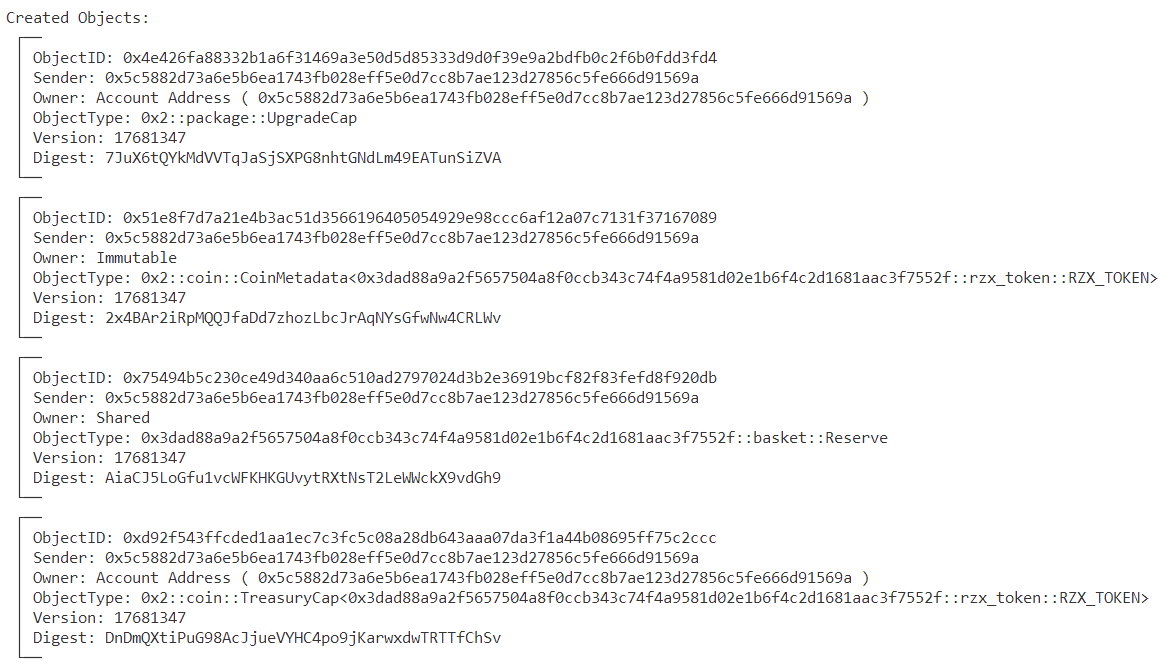 Created Objects:
ObjectID: 0x4e426fa88332b1a6f31469a3e50d5d85333d9d0f39e9a2bdfb0c2f6b0fdd3fd4
Sender: 0x5c5882d73a6e5b6ea1743fb028eff5e0d7cc8b7ae123d27856c5fe666d91569a
Owner: Account Address ( 0x5c5882d73a6e5b6ea1743fb028eff5e0d7cc8b7ae123d27856c5fe666d91569a )
ObjectType: 0x2::package::UpgradeCap
Version: 17681347
Digest: 7JuX6tQYkMdVVTqJaSjSXPG8nhtGNdLm49EATunSiZVA
ObjectID: 0x51e8f7d7a21e4b3ac51d3566196405054929e98ccc6af12a07c7131f37167089
Sender: 0x5c5882d73a6e5b6ea1743fb028eff5e0d7cc8b7ae123d27856c5fe666d91569a
Owner: Immutable
ObjectType: 0x2::coin::CoinMetadata<0x3dad88a9a2f5657504a8f0ccb343c74f4a9581d02e1b6f4c2d1681aac3f7552f::rzx_token::RZX_TOKEN>
Version: 17681347
Digest: 2x4BAr2iRpMQQJfaDd7zhozLbcJrAqNYsGfwNw4CRLWv
ObjectID: 0x75494b5c230ce49d340aa6c510ad2797024d3b2e36919bcf82f83fefd8f920db
Sender: 0x5c5882d73a6e5b6ea1743fb028eff5e0d7cc8b7ae123d27856c5fe666d91569a
Owner: Shared
ObjectType: 0x3dad88a9a2f5657504a8f0ccb343c74f4a9581d02e1b6f4c2d1681aac3f7552f::basket::Reserve
Version: 17681347
Digest: AiaCJ5LoGfu1vcWFKHKGUvytRXtNsT2LeWWckX9vdGh9
ObjectID: 0xd92f543ffcded1aa1ec7c3fc5c08a28db643aaa07da3f1a44b08695ff75c2ccc
Sender: 0x5c5882d73a6e5b6ea1743fb028eff5e0d7cc8b7ae123d27856c5fe666d91569a
Owner: Account Address ( 0x5c5882d73a6e5b6ea1743fb028eff5e0d7cc8b7ae123d27856c5fe666d91569a )
ObjectType: 0x2::coin::TreasuryCap<0x3dad88a9a2f5657504a8f0ccb343c74f4a9581d02e1b6f4c2d1681aac3f7552f::rzx_token::RZX_TOKEN>
Version: 17681347
Digest: DnDmQXtiPuG98AcJjueVYHC4po9jKarwxdwTRTTfChSv